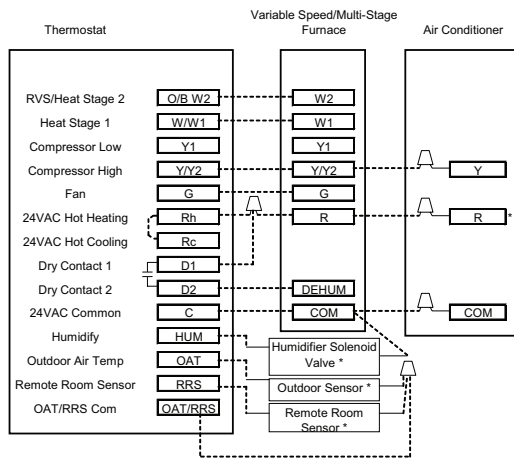 Variable Speed/Multi-Stage
Thermostat Furnace Air Conditioner
RVS/Heat Stage 2 O/B W2 W2
Heat Stage 1 W/W1 W1
Compressor Low Y1 Y1
Compressor High Y/Y2 Y/Y2 Y
Fan G G
24VAC Hot Heating Rh R R *
24VAC Hot Cooling Rc
Dry Contact 1 D1
Dry Contact 2 D2 DEHUM
24VAC Common C COM COM
Humidify HUM Humidifier Solenoid
Valve *
Outdoor Air Temp OAT Outdoor Sensor *
Remote Room Sensor RRS Remote Room
Sensor *
OAT/RRS Com OAT/RRS